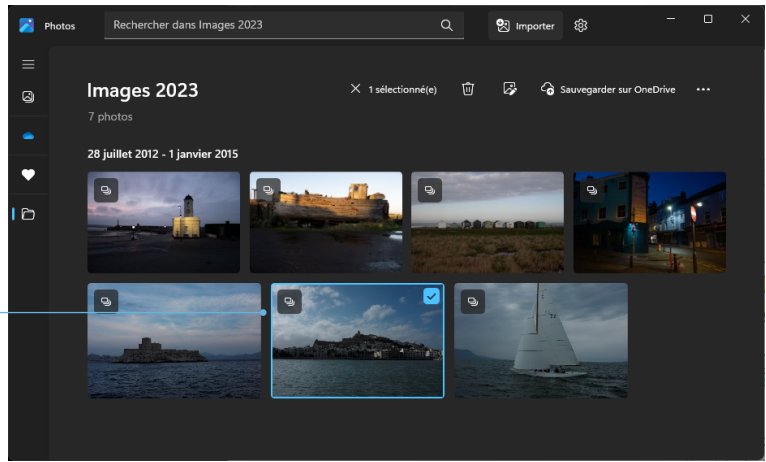 Photos
Rechercher dans Images 2023
Importer
Images 2023
1 sélectionné(e)
Sauvegarder sur OneDrive
7 photos
28 juillet 2012 - 1 janvier 2015